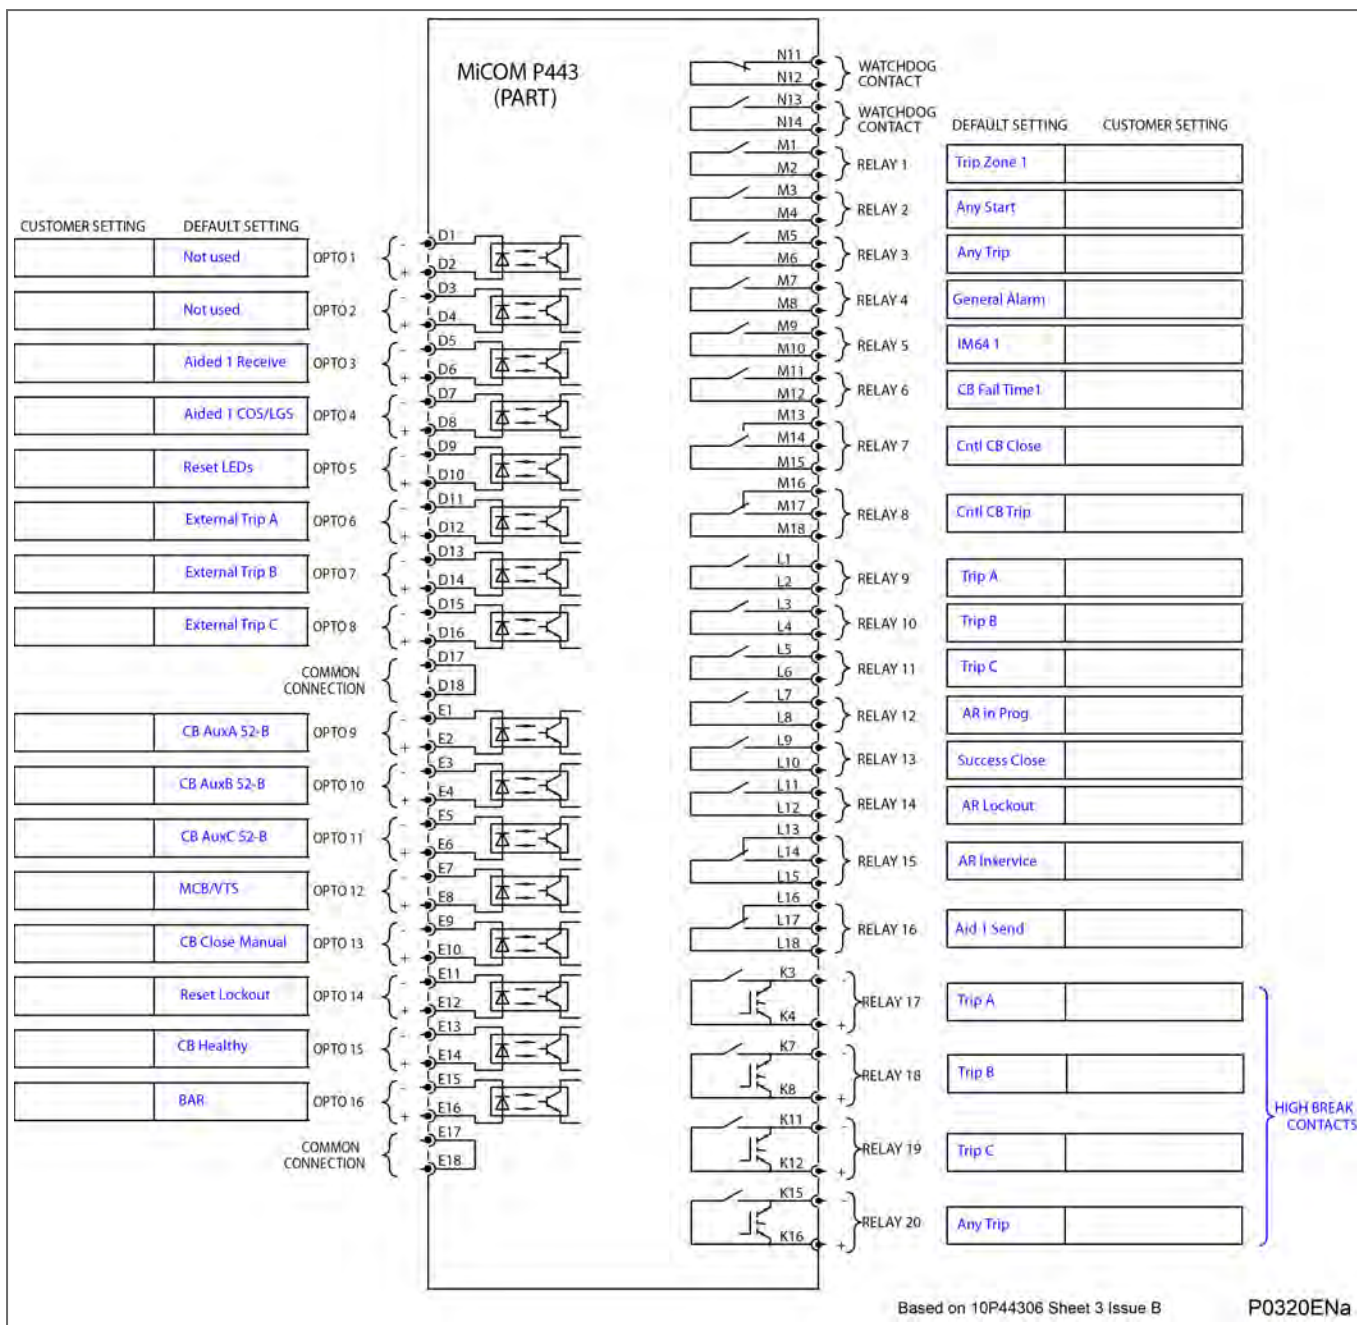 MiCOM P443
(PART)
CUSTOMER SETTING DEFAULT SETTING
Not used OPTO 1 - + D1 D2
Not used OPTO 2 - + D3 D4
Aided 1 Receive OPTO 3 - + D5 D6
Aided 1 COS/LGS OPTO 4 - + D7 D8
Reset LEDs OPTO 5 - + D9 D10
External Trip A OPTO 6 - + D11 D12
External Trip B OPTO 7 - + D13 D14
External Trip C OPTO 8 - + D15 D16
COMMON
CONNECTION
D17
D18
CB AuxA 52-B OPTO 9 - + E1 E2
CB AuxB 52-B OPTO 10 - + E3 E4
CB AuxC 52-B OPTO 11 - + E5 E6
MCB/VTS OPTO 12 - + E7 E8
CB Close Manual OPTO 13 - + E9 E10
Reset Lockout OPTO 14 - + E11 E12
CB Healthy OPTO 15 - + E13 E14
BAR OPTO 16 - + E15 E16
COMMON
CONNECTION
- +
E17
E18
N11
N12
WATCHDOG
CONTACT
N13
N14
WATCHDOG
CONTACT
DEFAULT SETTING CUSTOMER SETTING
M1 M2 RELAY 1 Trip Zone 1
M3 M4 RELAY 2 Any Start
M5 M6 RELAY 3 Any Trip
M7 M8 RELAY 4 General Alarm
M9 M10 RELAY 5 IM64 1
M11 M12 RELAY 6 CB Fail Time1
M13 M14 M15 RELAY 7 Cntl CB Close
M16 M17 M18 RELAY 8 Cntl CB Trip
L1 L2 RELAY 9 Trip A
L3 L4 RELAY 10 Trip B
L5 L6 RELAY 11 Trip C
L7 L8 RELAY 12 AR in Prog
L9 L10 RELAY 13 Success Close
L11 L12 RELAY 14 AR Lockout
L13 L14 L15 RELAY 15 AR Inservice
L16 L17 L18 RELAY 16 Aid 1 Send
K3 K4 - + RELAY 17 Trip A
K7 K8 - + RELAY 18 Trip B
K11 K12 - + RELAY 19 Trip C
K15 K16 - + RELAY 20 Any Trip
HIGH BREAK
CONTACTS
Based on 10P44306 Sheet 3 Issue B
P0320ENa